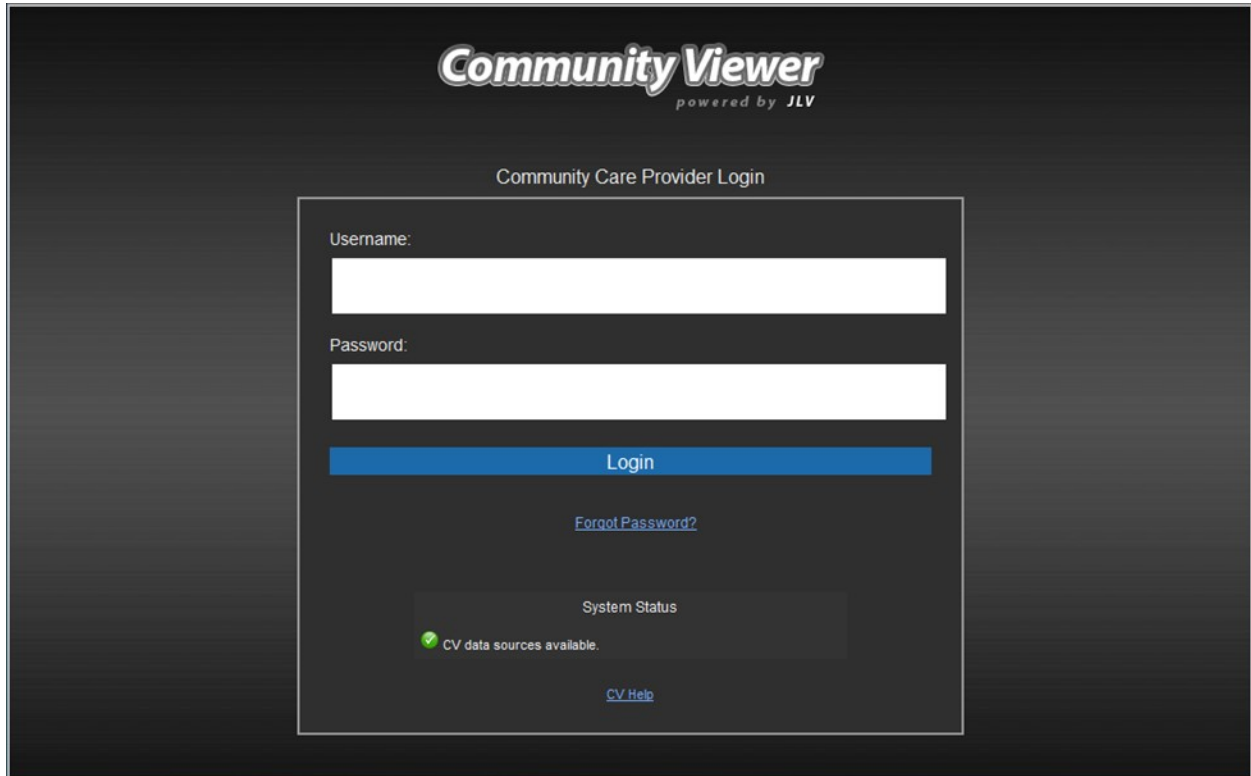 Community Viewer
powered by JLV
Community Care Provider Login
Username:
Password:
Login
Forgot Password?
System Status
CV data sources available.
CV Help